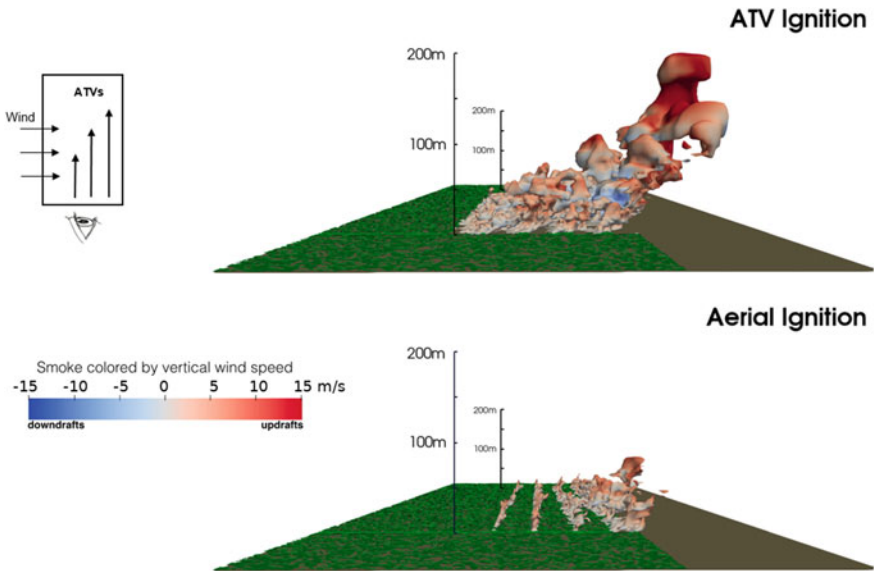 ATV Ignition
200m
ATVs
Wind
200m
100m
100m
Aerial Ignition
200m
Smoke colored by vertical wind speed
-15 -10 -5 0 5 10 15 m/s
downdrafts updrafts
200m
100m
100m